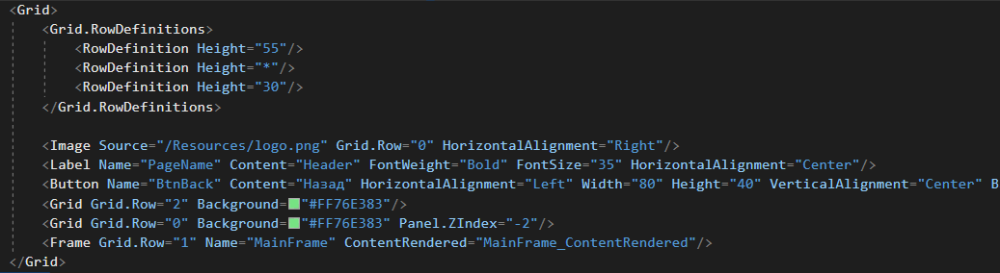 <Grid>
<Grid.RowDefinitions>
<RowDefinition Height="55"/>
<RowDefinition Height="*"/>
<RowDefinition Height="30"/>
</Grid.RowDefinitions>
<Image Source="/Resources/logo.png" Grid.Row="0" HorizontalAlignment="Right"/>
<Label Name="PageName" Content="Header" FontWeight="Bold" FontSize="35" HorizontalAlignment="Center"/>
<Button Name="BtnBack" Content="Назад" HorizontalAlignment="Left" Width="80" Height="40" VerticalAlignment="Center" B
<Grid Grid.Row="2" Background="#FF76E383"/>
<Grid Grid.Row="0" Background="#FF76E383" Panel.ZIndex="-2"/>
<Frame Grid.Row="1" Name="MainFrame" ContentRendered="MainFrame_ContentRendered"/>
</Grid>